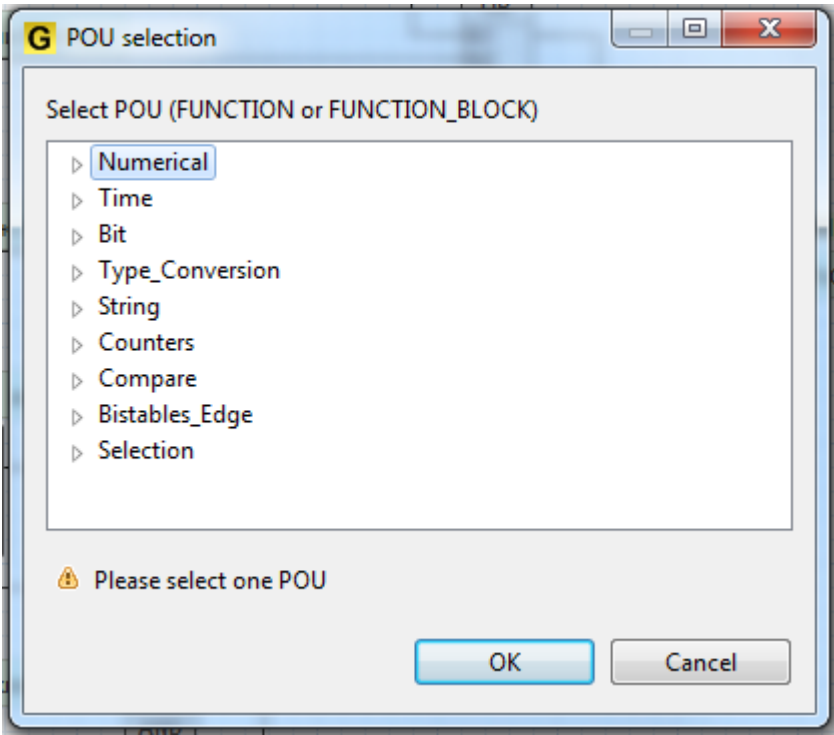 G POU selection
Select POU (FUNCTION or FUNCTION_BLOCK)
Numerical
Time
Bit
Type_Conversion
String
Counters
Compare
Bistables_Edge
Selection
Please select one POU
OK Cancel